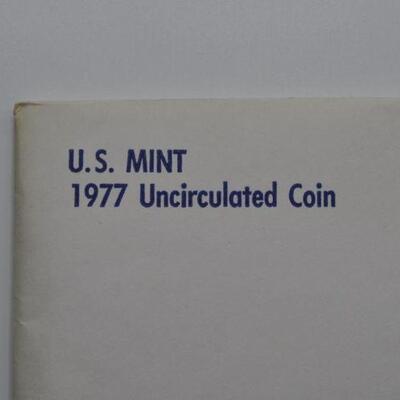 U.S. MINT
1977 Uncirculated Coin